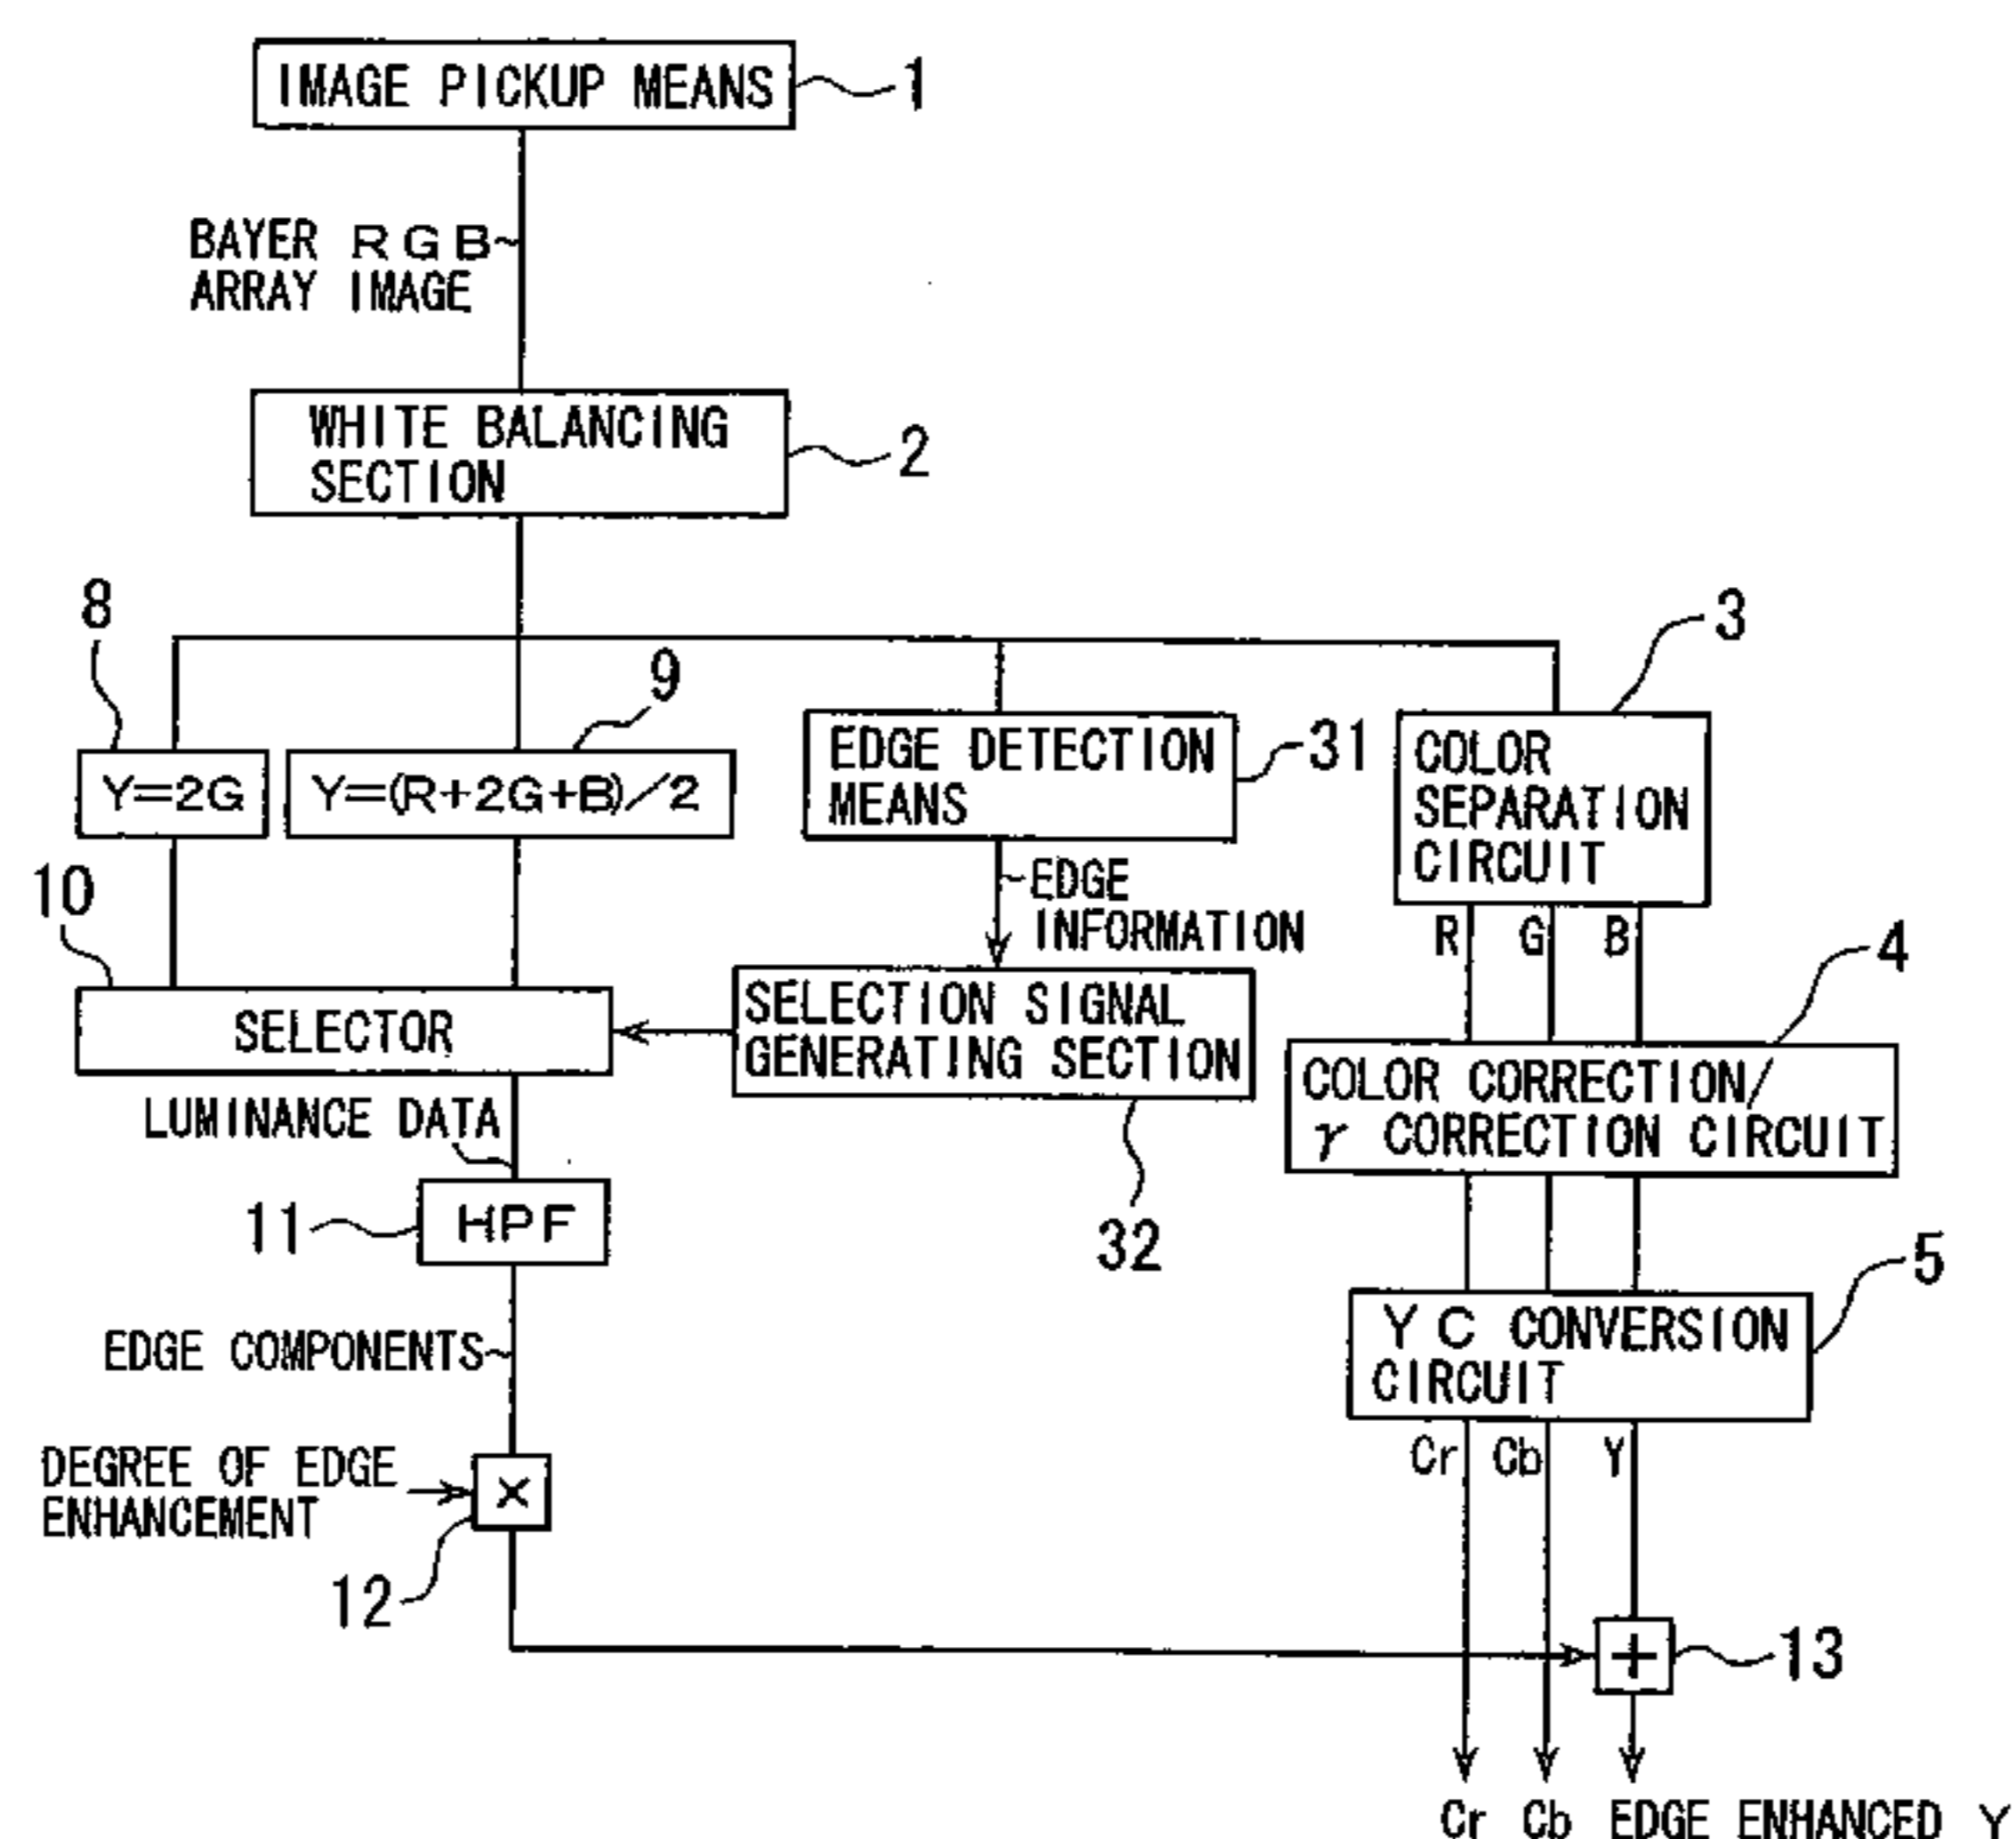 IMAGE PICKUP MEANS
1
BAYER RGB
ARRAY IMAGE
WHITE BALANCING
SECTION
2
8
9
3
Y=2G
Y=(R+2G+B)/2
EDGE DETECTION
MEANS
31
COLOR
SEPARATION
CIRCUIT
10
EDGE
INFORMATION
R G B
4
SELECTOR
SELECTION SIGNAL
GENERATING SECTION
32
COLOR CORRECTION/
γ CORRECTION CIRCUIT
LUMINANCE DATA
11
HPF
5
YC CONVERSION
CIRCUIT
EDGE COMPONENTS
Cr Cb Y
DEGREE OF EDGE
ENHANCEMENT
×
12
+
13
Cr Cb EDGE ENHANCED Y